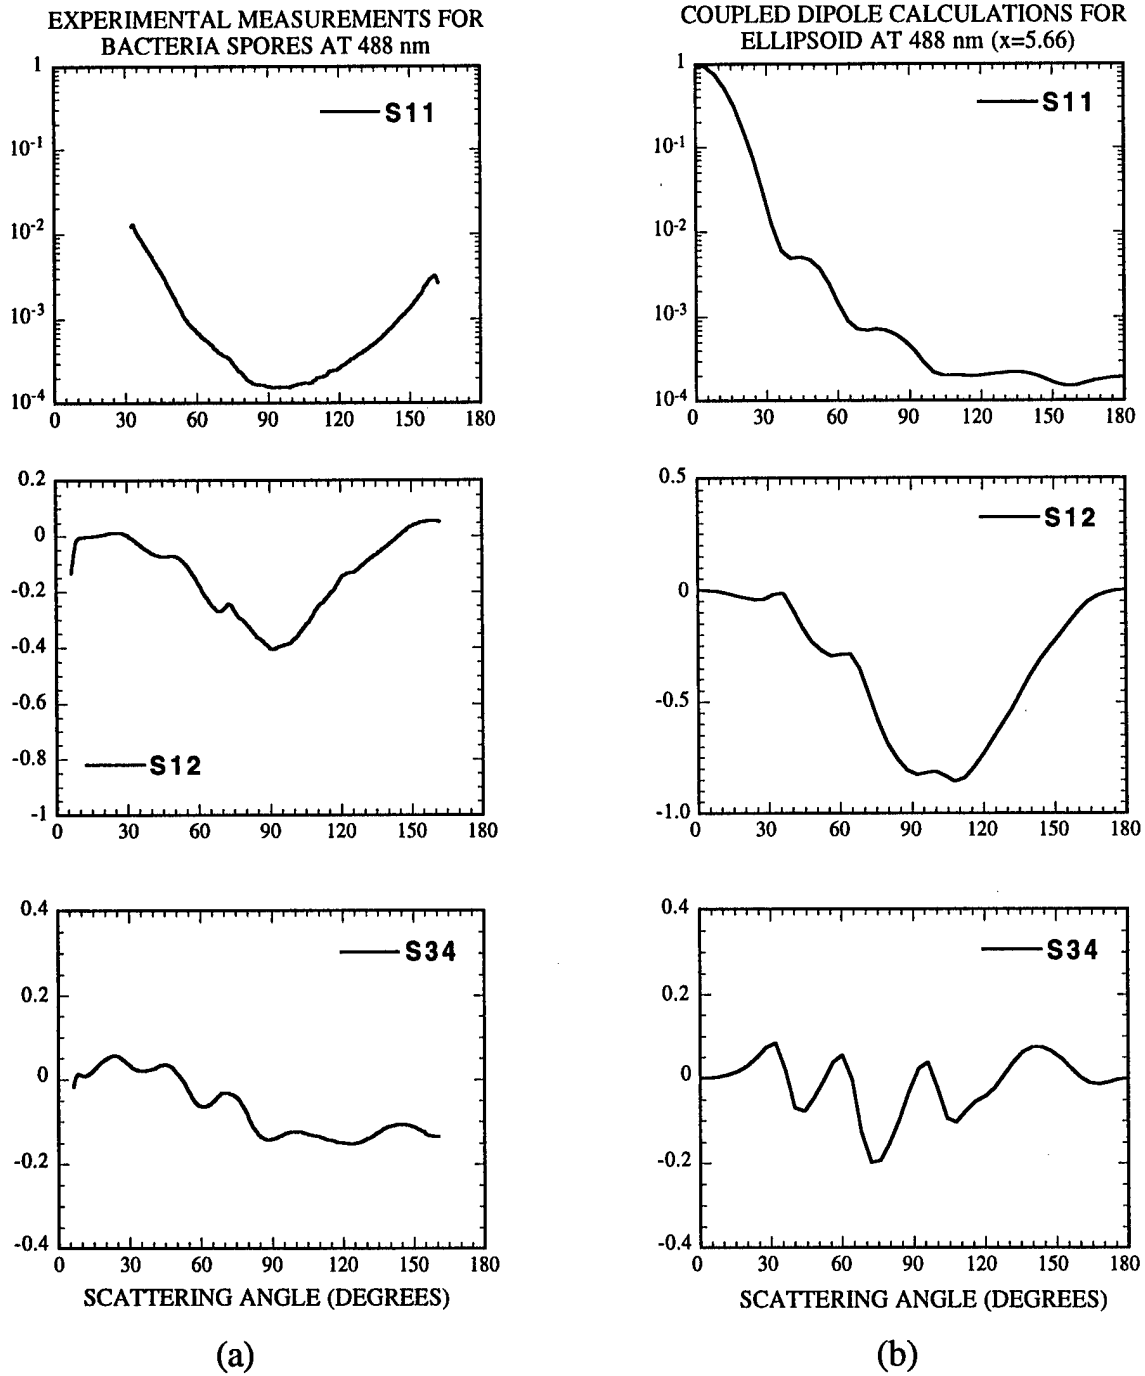 EXPERIMENTAL MEASUREMENTS FOR
BACTERIA SPORES AT 488 nm
1
10-1
10-2
10-3
10-4
S11
0 30 60 90 120 150 180
0.2
0
-0.2
-0.4
-0.6
-0.8
-1
S12
0 30 60 90 120 150 180
0.4
0.2
0
-0.2
-0.4
S34
0 30 60 90 120 150 180
SCATTERING ANGLE (DEGREES)
(a)
COUPLED DIPOLE CALCULATIONS FOR
ELLIPSOID AT 488 nm (x=5.66)
1
10-1
10-2
10-3
10-4
S11
0 30 60 90 120 150 180
0.5
0
-0.5
-1.0
S12
0 30 60 90 120 150 180
0.4
0.2
0
-0.2
-0.4
S34
0 30 60 90 120 150 180
SCATTERING ANGLE (DEGREES)
(b)